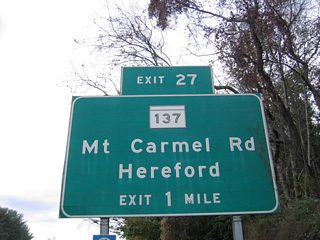 EXIT 27
137
Mt Carmel Rd
Hereford
EXIT 1 MILE